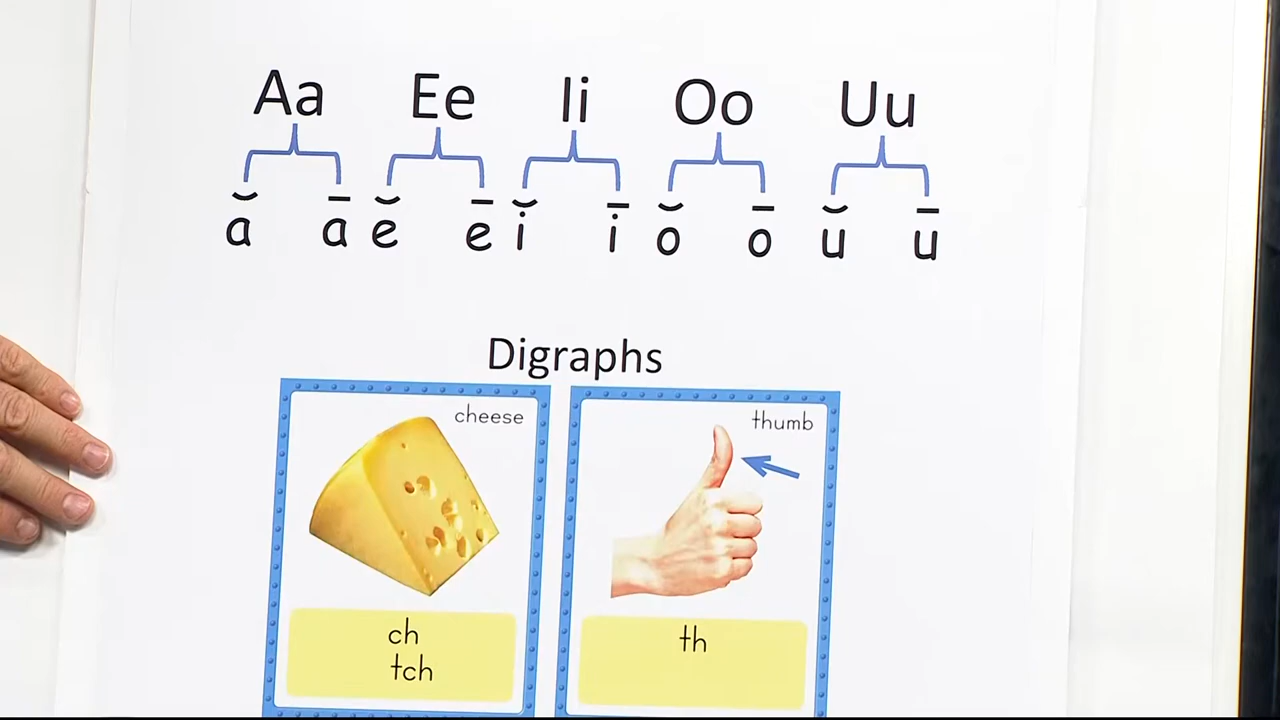 Aa Ee Ii Oo Uu
ă ā ĕ ē ĭ ī ŏ ō ŭ ū
Digraphs
cheese
thumb
ch
tch
th